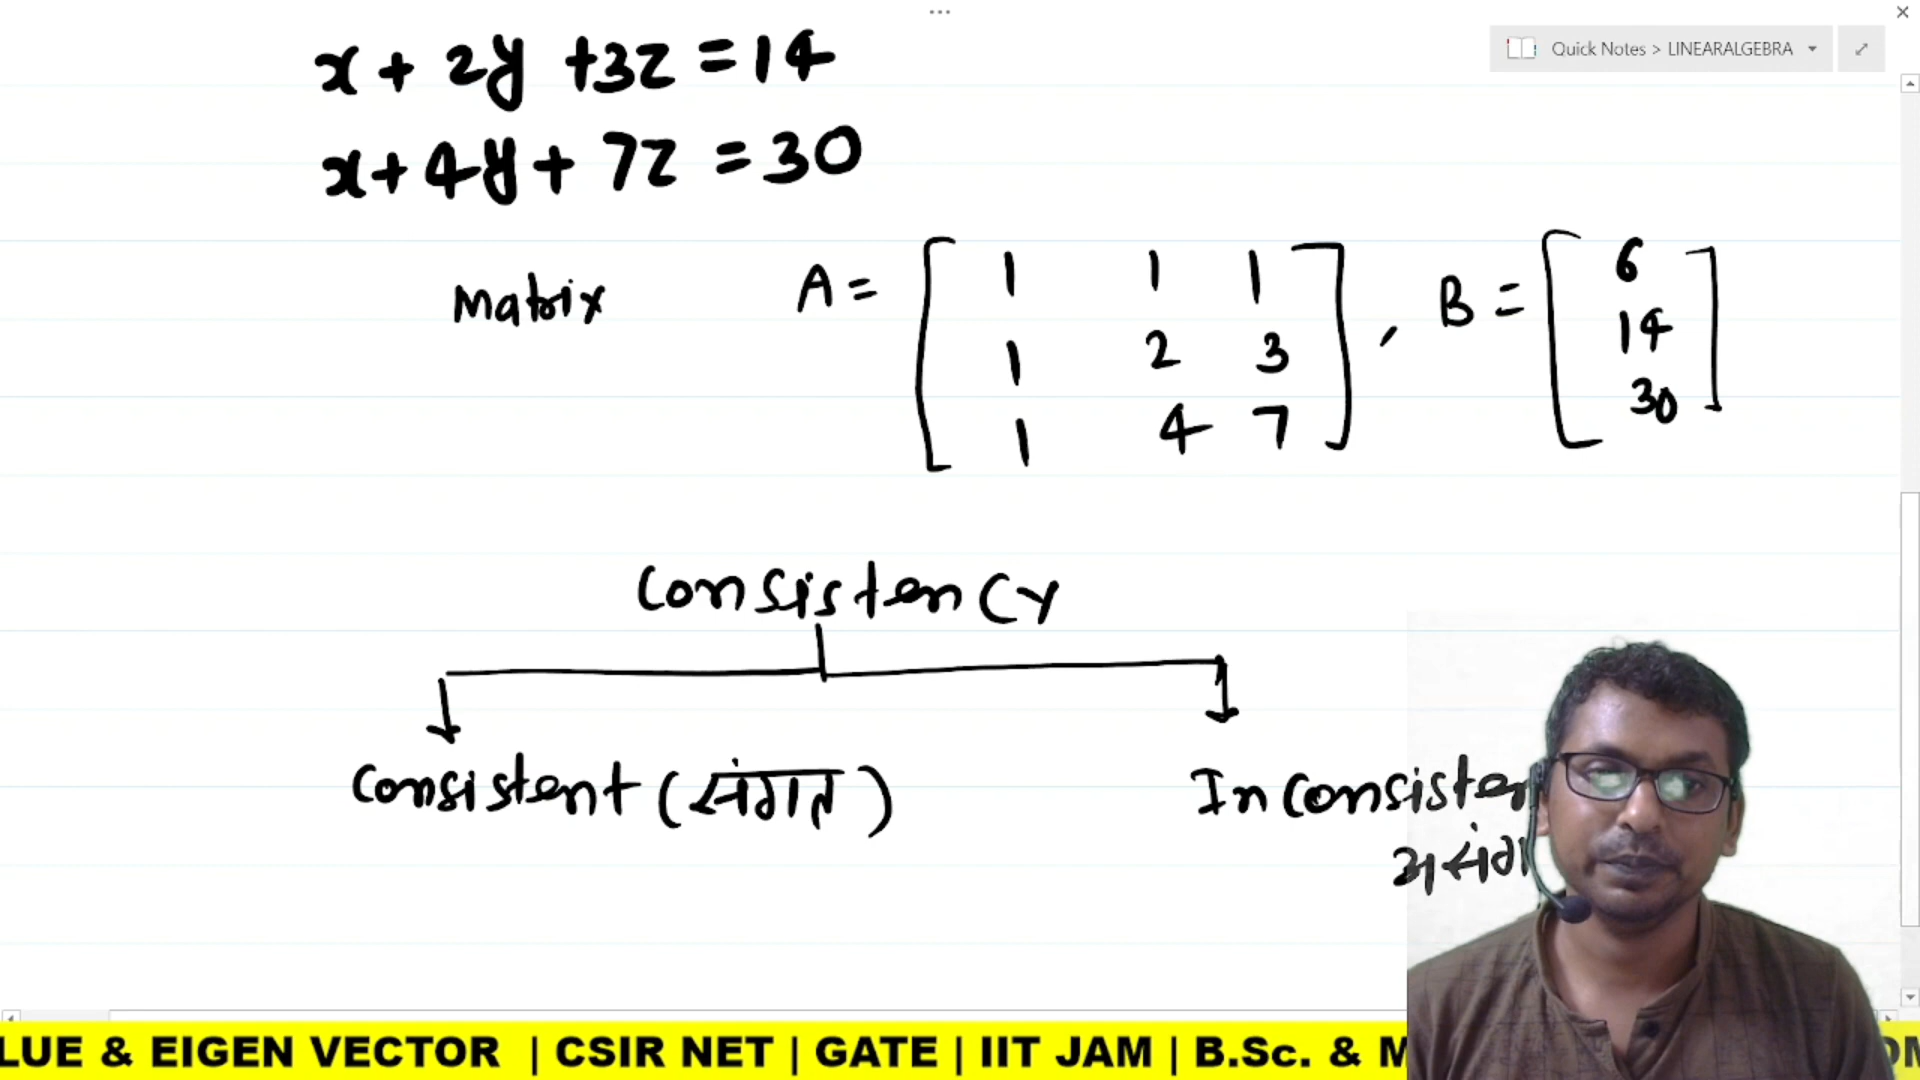 x + 2y + 3z = 14
Quick Notes > LINEARALGEBRA
x + 4y + 7z = 30
Matrix A = [ 1 1 1 , B = [ 6
1 2 3 14
1 4 7 ] 30 ]
Consistency
Consistent (संगत) Inconsisten
असंग
LUE & EIGEN VECTOR | CSIR NET | GATE | IIT JAM | B.Sc. & M